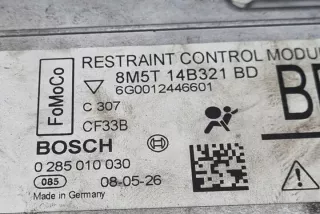 FoMoCo
RESTRAINT CONTROL MODU
8M5T 14B321 BD
6G0012446601
C 307
CF33B
BOSCH
0 285 010 030
085 08-05-26
Made in Germany